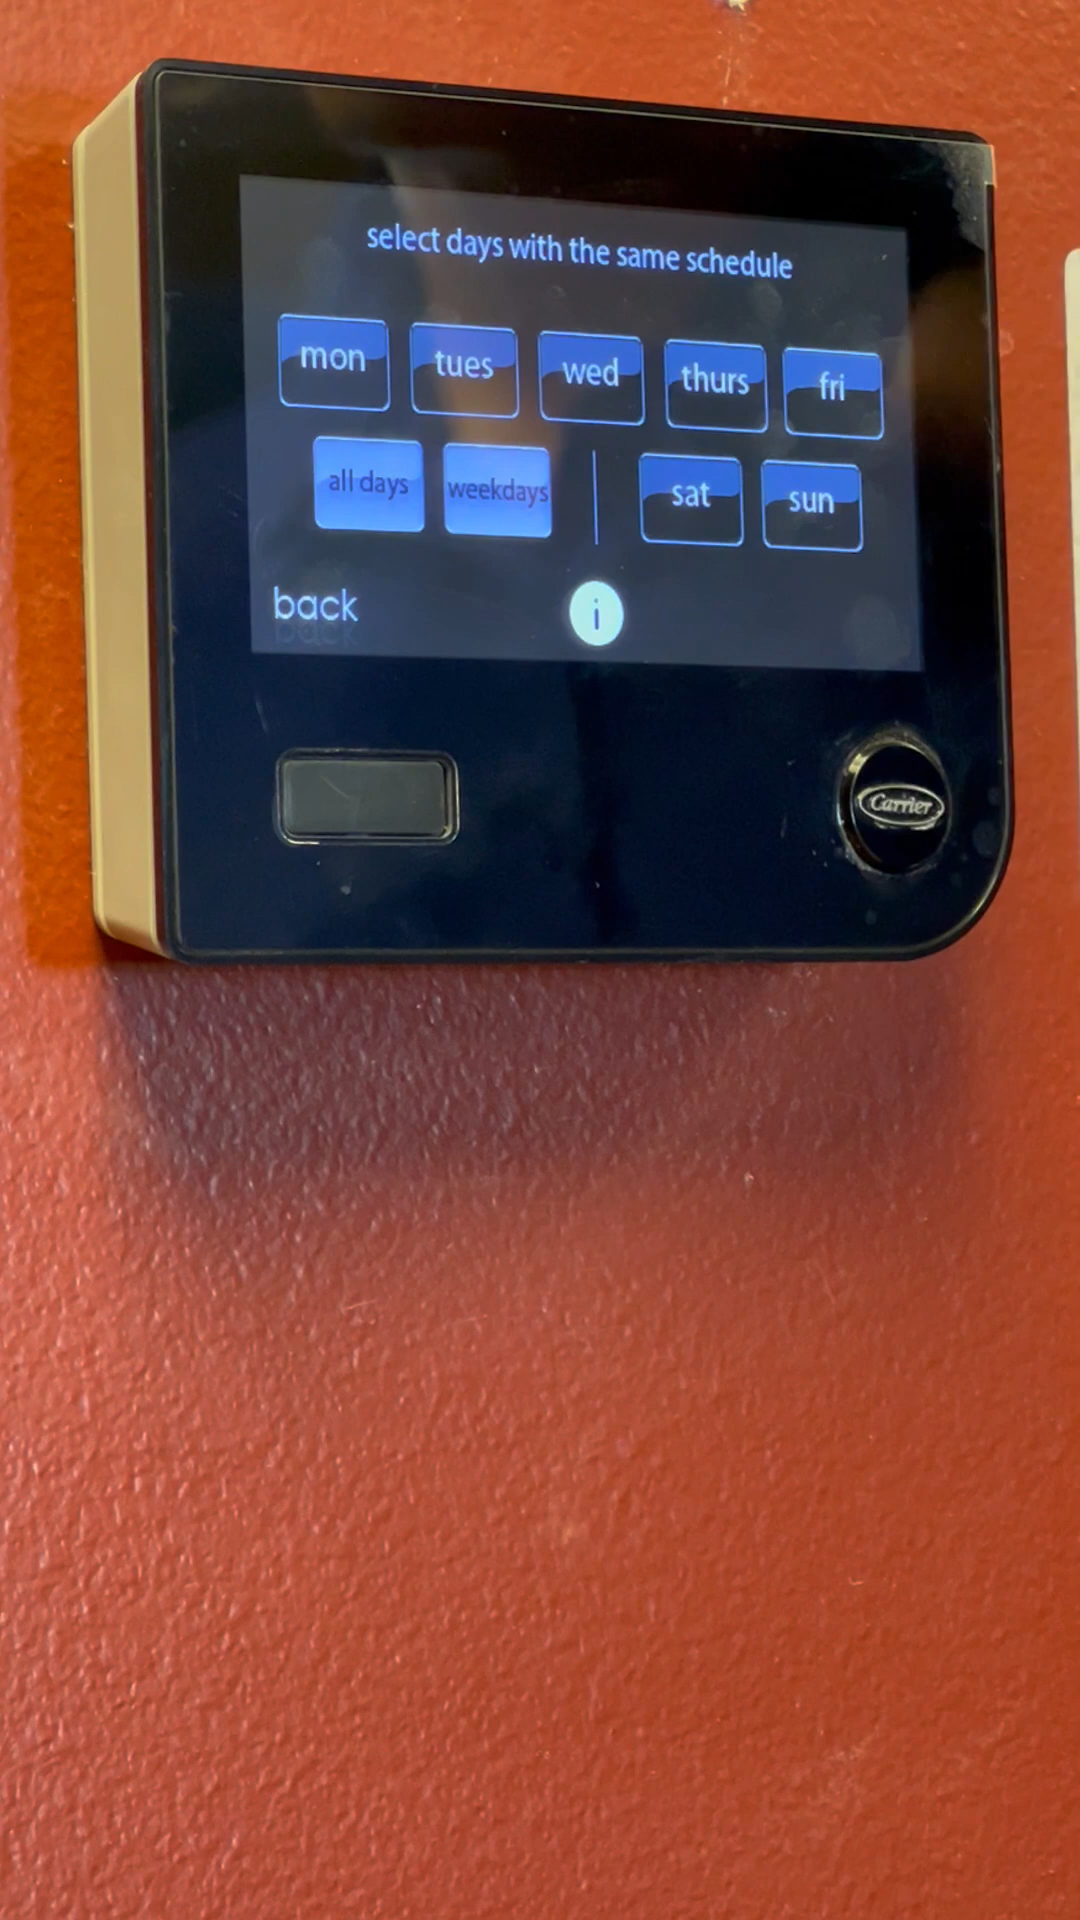 select days with the same schedule
mon tues wed thurs fri
all days weekdays sat sun
back i
Carrier